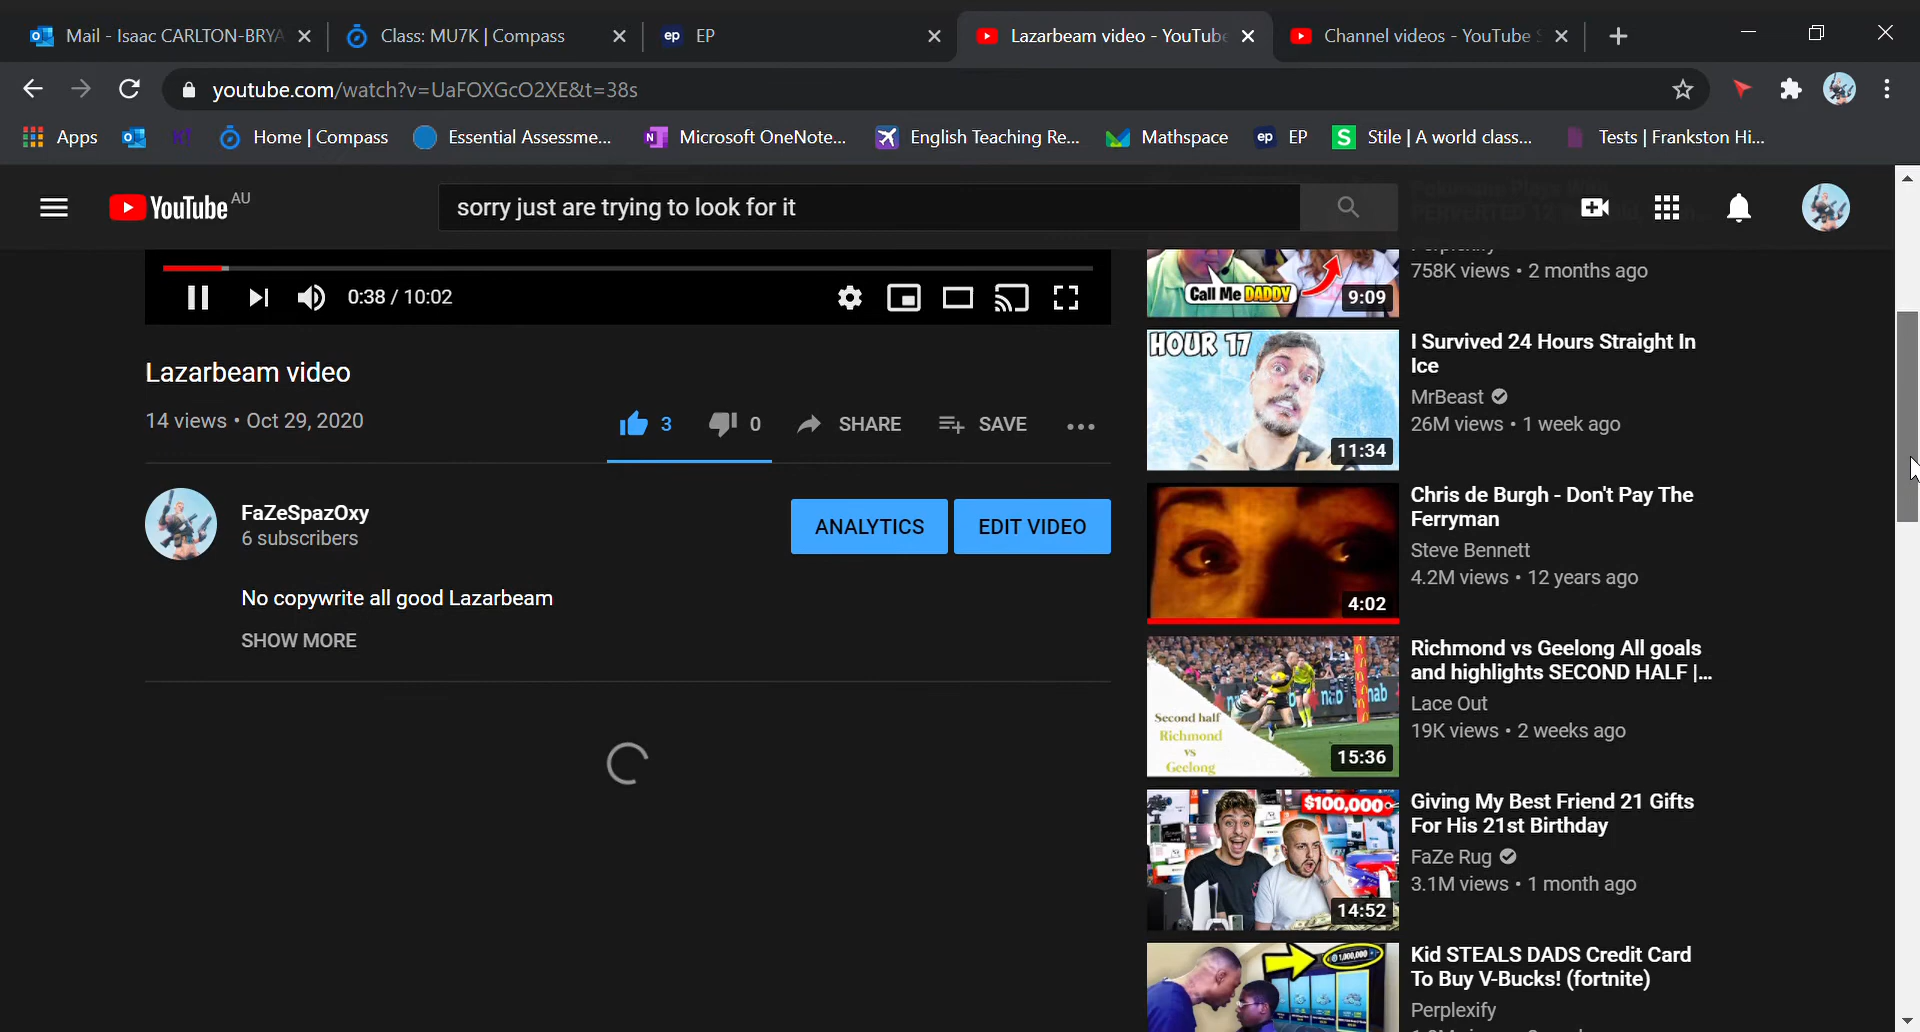 Mail - Isaac CARLTON-BRYA
Class: MU7K | Compass
ep EP
Lazarbeam video - YouTube
Channel videos - YouTube S
youtube.com/watch?v=UaFOXGcO2XE&t=38s
Apps
Home | Compass
Essential Assessme...
Microsoft OneNote...
English Teaching Re...
Mathspace
ep EP
S Stile | A world class...
Tests | Frankston Hi...
YouTube AU
sorry just are trying to look for it
0:38 / 10:02
Lazarbeam video
14 views • Oct 29, 2020
3
0
SHARE
SAVE
FaZeSpazOxy
6 subscribers
ANALYTICS
EDIT VIDEO
No copywrite all good Lazarbeam
SHOW MORE
Call Me DADDY
9:09
758K views • 2 months ago
HOUR 17
11:34
I Survived 24 Hours Straight In
Ice
MrBeast
26M views • 1 week ago
4:02
Chris de Burgh - Don't Pay The
Ferryman
Steve Bennett
4.2M views • 12 years ago
nab
nab
Second half
Richmond
vs
Geelong
15:36
Richmond vs Geelong All goals
and highlights SECOND HALF |...
Lace Out
19K views • 2 weeks ago
$100,000
14:52
Giving My Best Friend 21 Gifts
For His 21st Birthday
FaZe Rug
3.1M views • 1 month ago
1,000,000
Kid STEALS DADS Credit Card
To Buy V-Bucks! (fortnite)
Perplexify